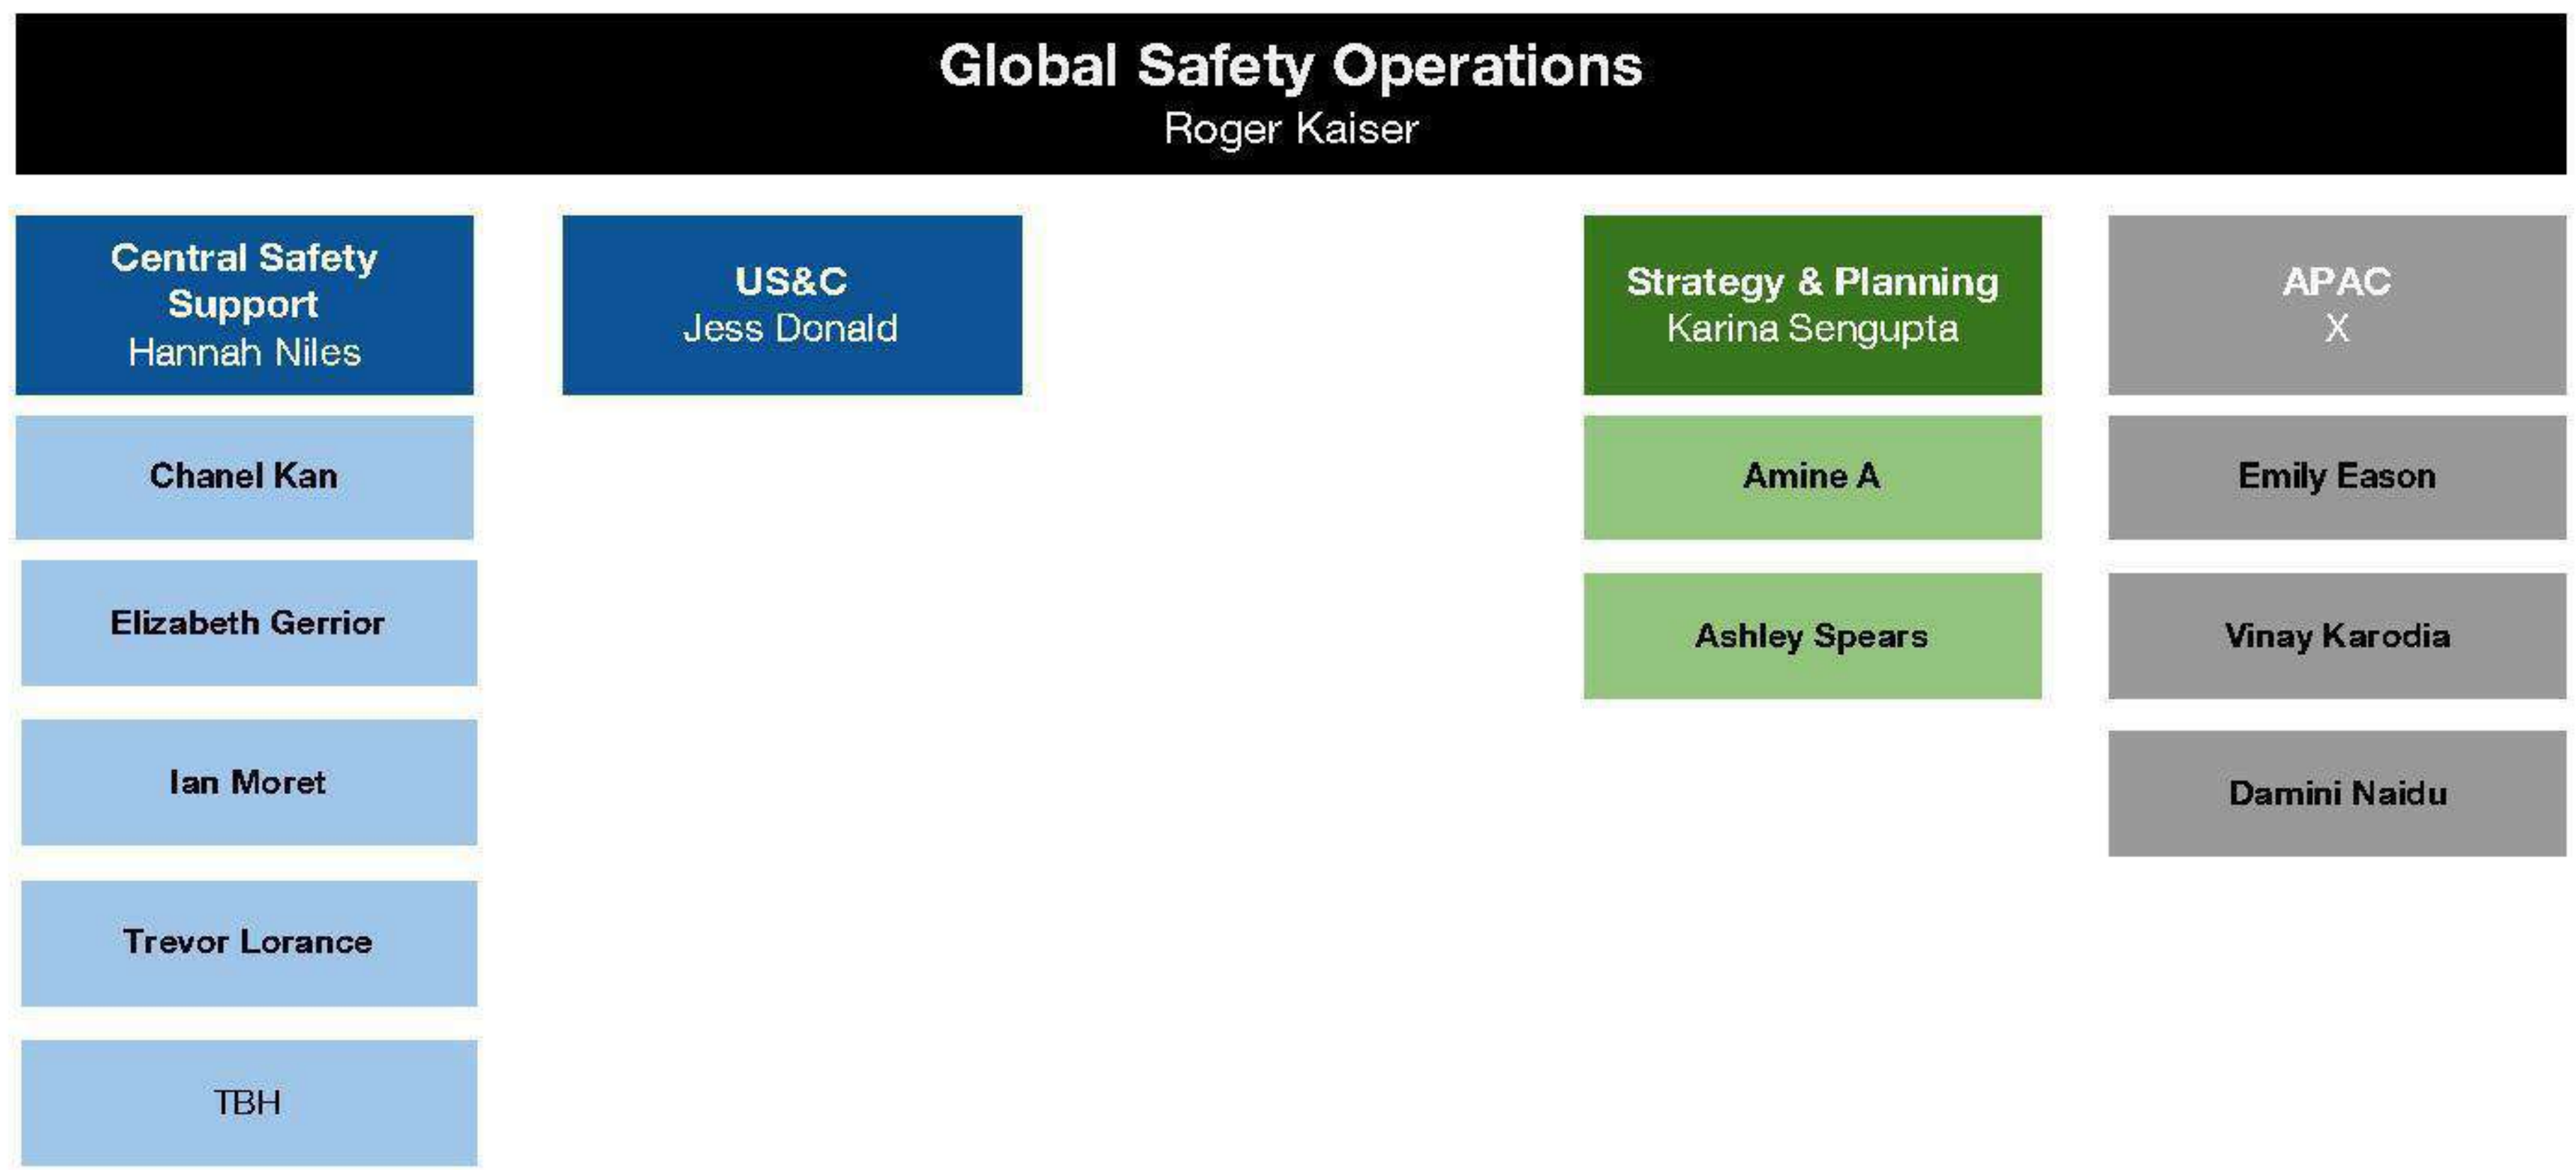 Global Safety Operations
Roger Kaiser
Central Safety
Support
Hannah Niles
Chanel Kan
Elizabeth Gerrior
Ian Moret
Trevor Lorance
TBH
US&C
Jess Donald
Strategy & Planning
Karina Sengupta
Amine A
Ashley Spears
APAC
X
Emily Eason
Vinay Karodia
Damini Naidu